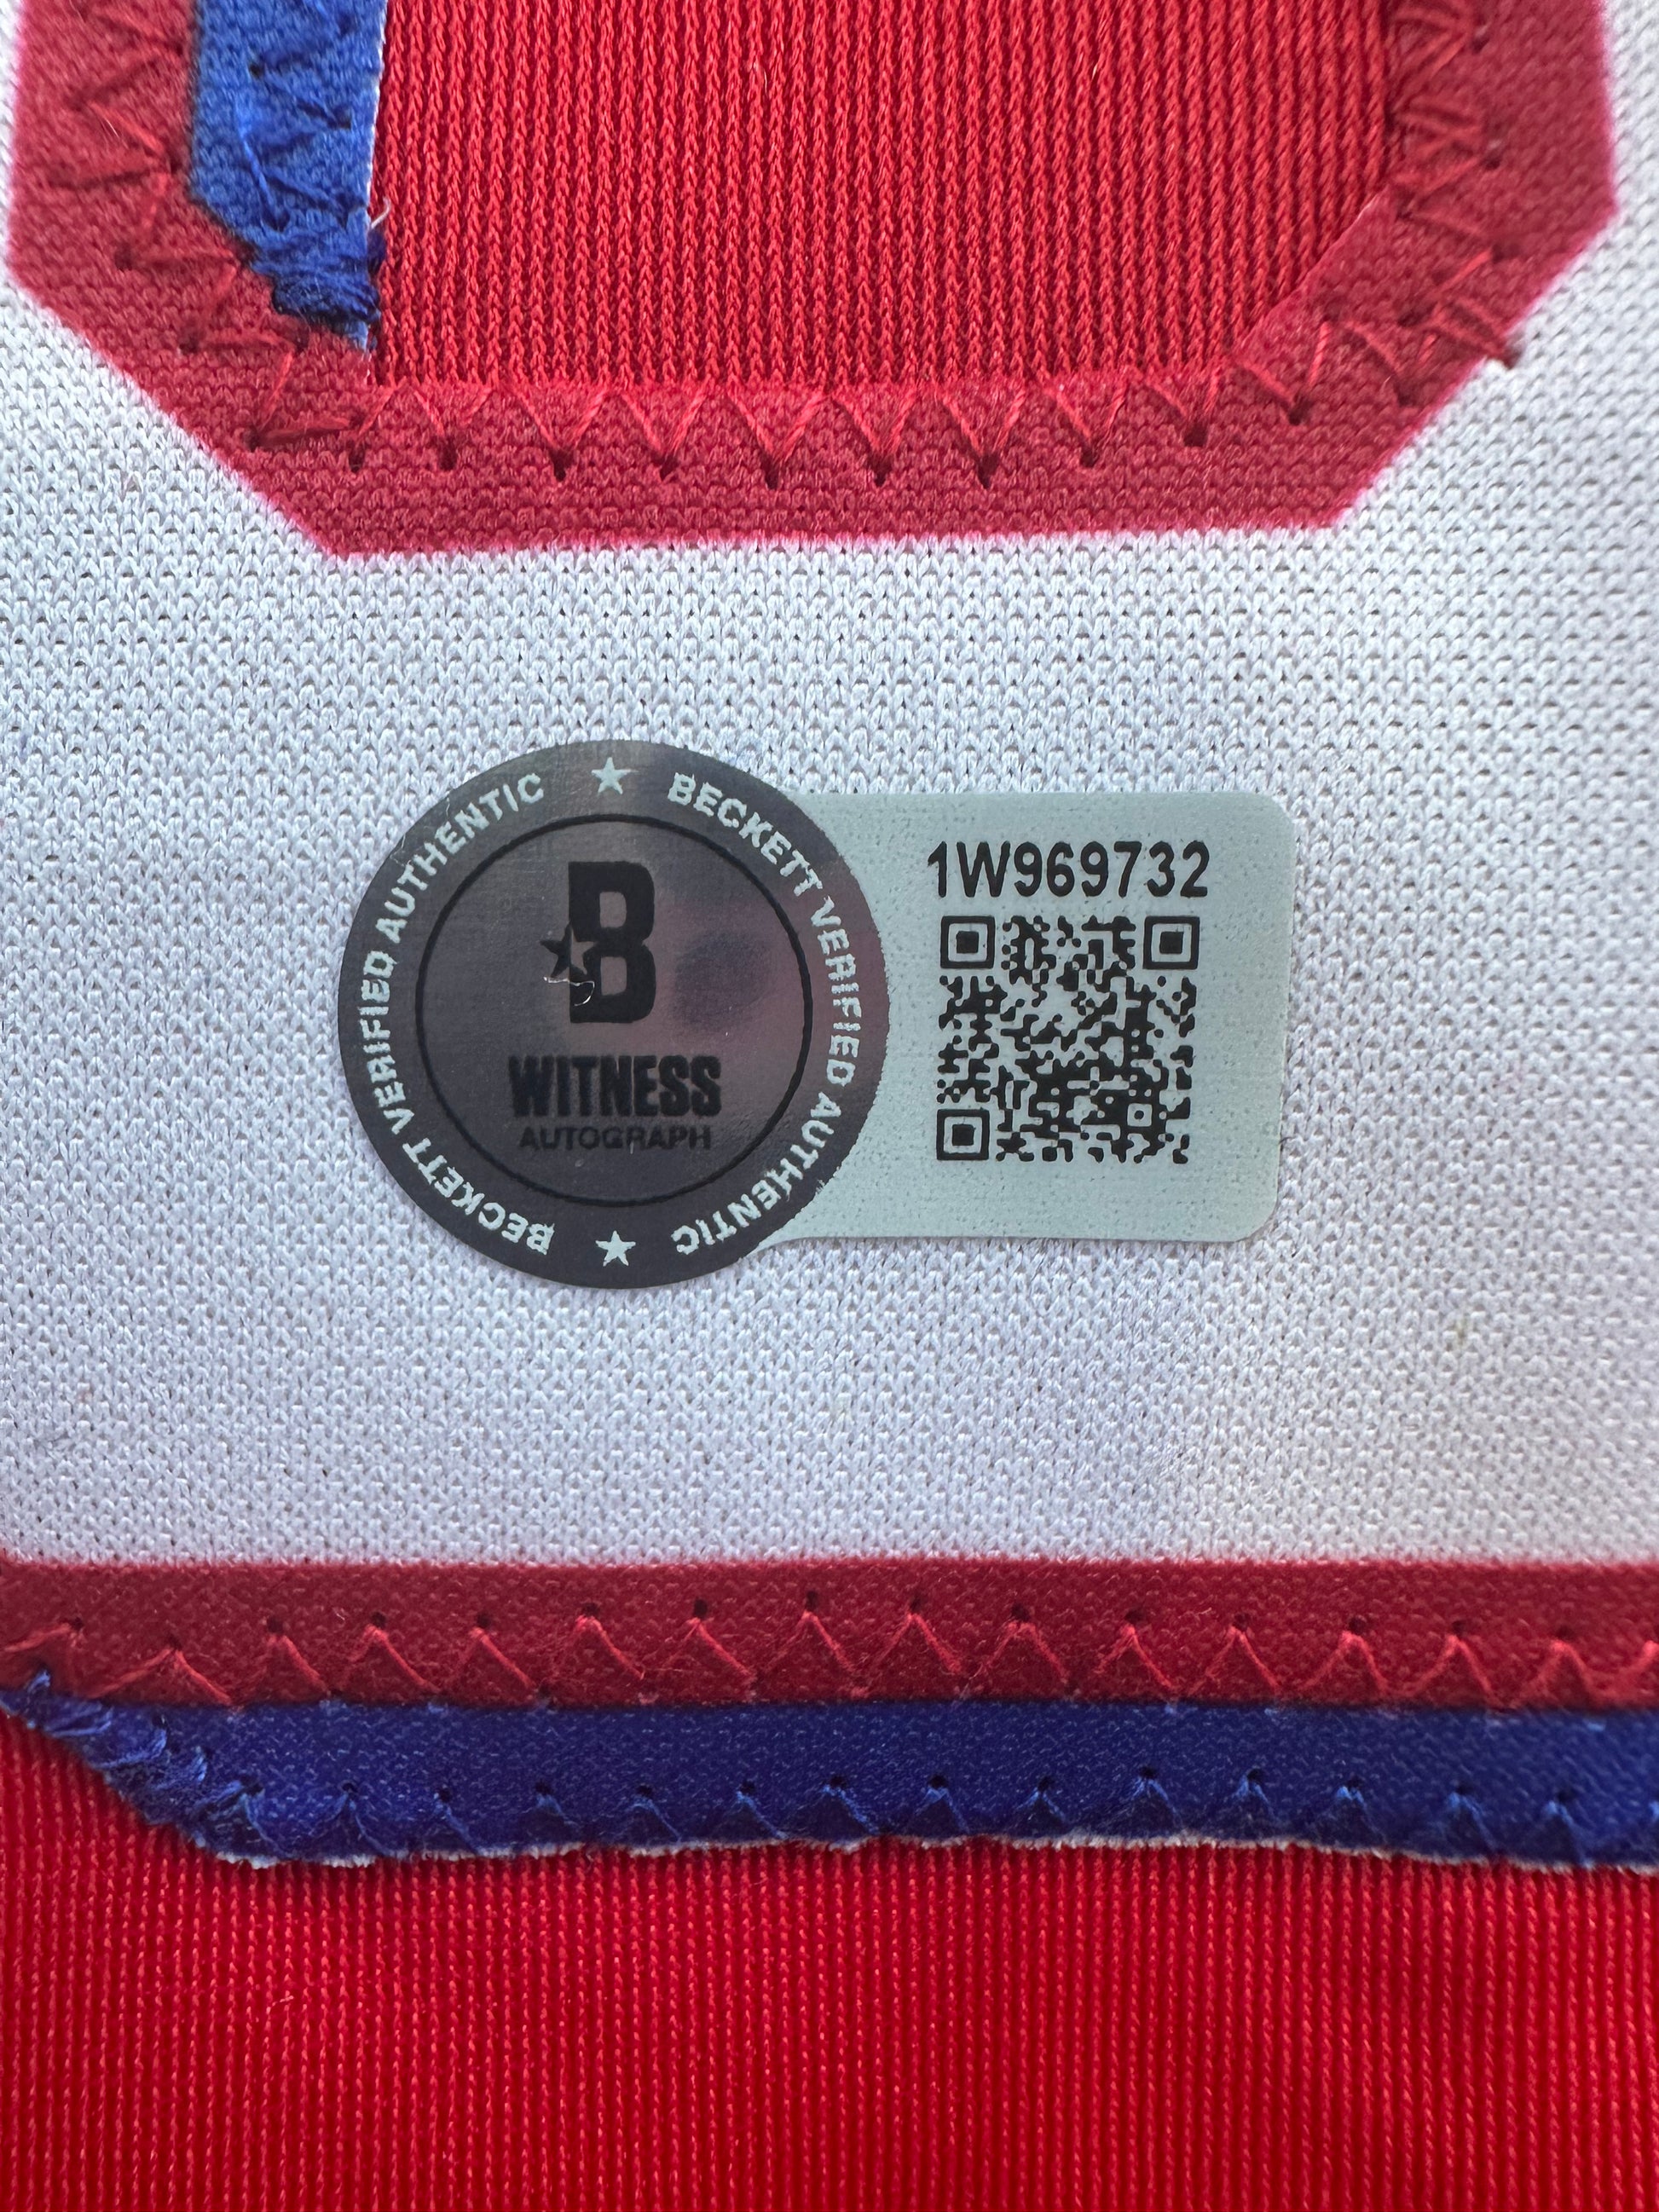 BECKETT VERIFIED AUTHENTIC ★ BECKETT VERIFIED AUTHENTIC ★
B
WITNESS
AUTOGRAPH
1W969732